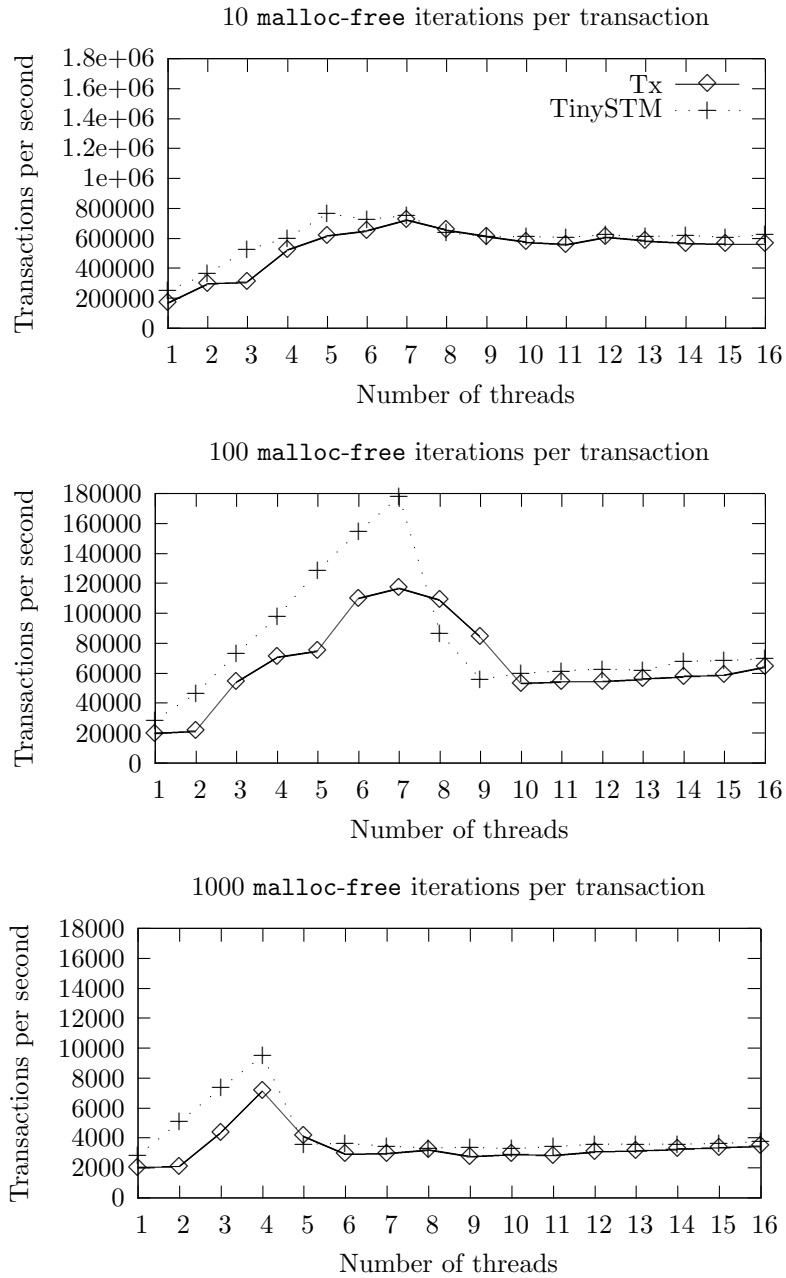 10 malloc-free iterations per transaction
Transactions per second
1.8e+06
1.6e+06
1.4e+06
1.2e+06
1e+06
800000
600000
400000
200000
0
Tx
TinySTM
1 2 3 4 5 6 7 8 9 10 11 12 13 14 15 16
Number of threads
100 malloc-free iterations per transaction
Transactions per second
180000
160000
140000
120000
100000
80000
60000
40000
20000
0
1 2 3 4 5 6 7 8 9 10 11 12 13 14 15 16
Number of threads
1000 malloc-free iterations per transaction
Transactions per second
18000
16000
14000
12000
10000
8000
6000
4000
2000
0
1 2 3 4 5 6 7 8 9 10 11 12 13 14 15 16
Number of threads